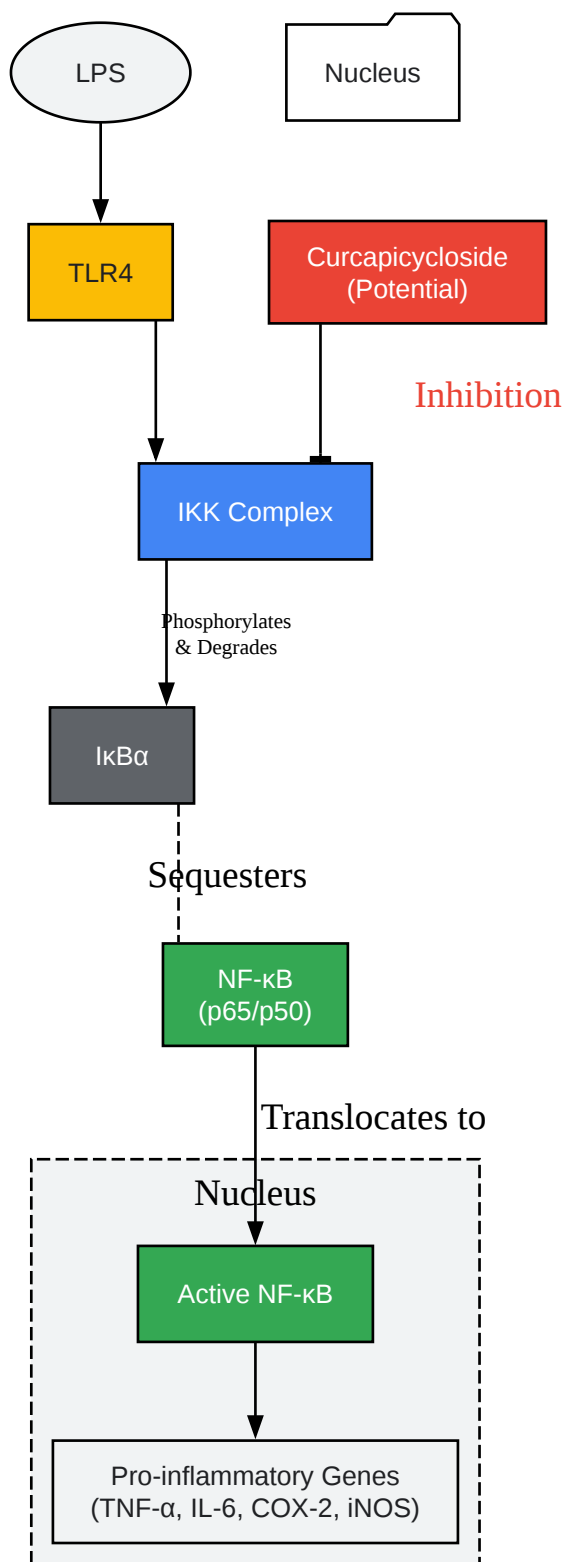 LPS
Nucleus
TLR4
Curcapicycloside
(Potential)
Inhibition
IKK Complex
Phosphorylates
& Degrades
IκBα
Sequesters
NF-κB
(p65/p50)
Translocates to
Nucleus
Active NF-κB
Pro-inflammatory Genes
(TNF-α, IL-6, COX-2, iNOS)